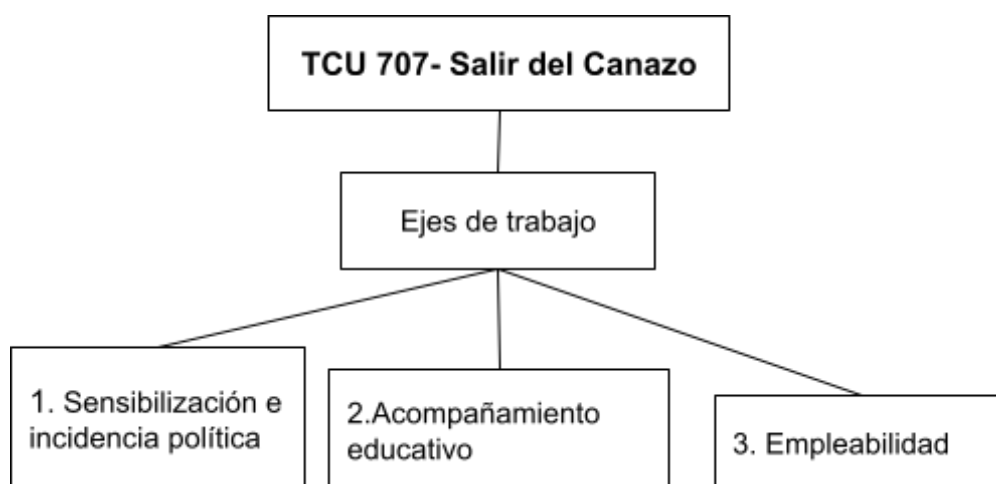 TCU 707- Salir del Canazo
Ejes de trabajo
1. Sensibilización e
incidencia política
2.Acompañamiento
educativo
3. Empleabilidad